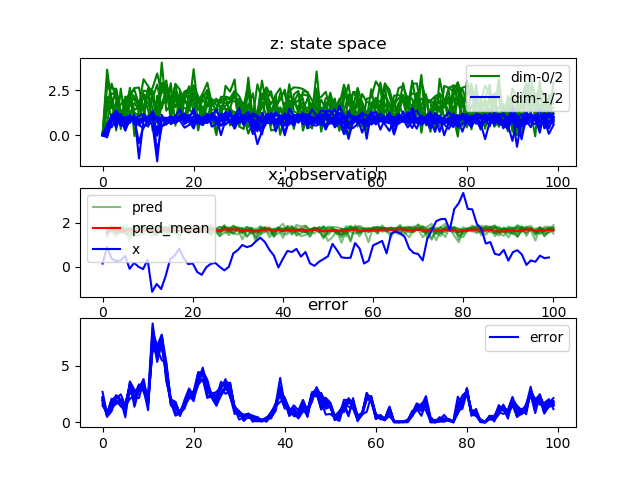 z: state space
2.5
0.0
dim-0/2
dim-1/2
0 20 40 60 80 100
x: observation
2
0
pred
pred_mean
x
0 20 40 60 80 100
error
5
0
error
0 20 40 60 80 100